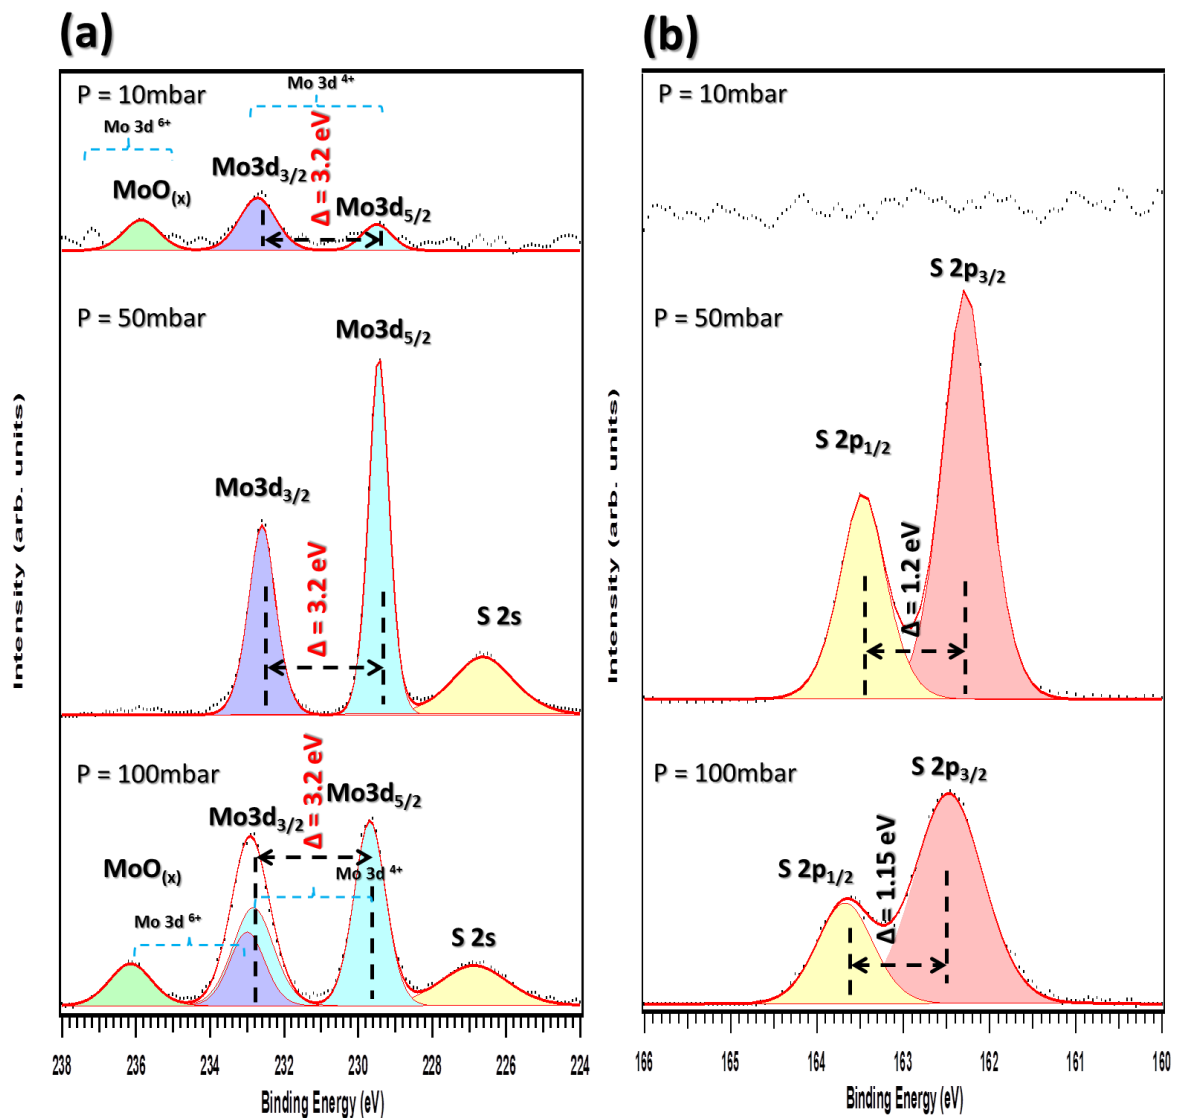 (a)
P = 10mbar
Mo 3d 4+
Mo 3d 6+
MoO(x)
Mo3d3/2
Δ = 3.2 eV
Mo3d5/2
P = 50mbar
Mo3d5/2
Mo3d3/2
Δ = 3.2 eV
S 2s
P = 100mbar
Mo3d3/2
Δ = 3.2 eV
Mo3d5/2
MoO(x)
Mo 3d 4+
Mo 3d 6+
S 2s
Intensity (arb. units)
238 236 234 232 230 228 226 224
Binding Energy (eV)
(b)
P = 10mbar
S 2p3/2
P = 50mbar
S 2p1/2
Δ = 1.2 eV
P = 100mbar
S 2p3/2
S 2p1/2
Δ = 1.15 eV
Intensity (arb. units)
166 165 164 163 162 161 160
Binding Energy (eV)